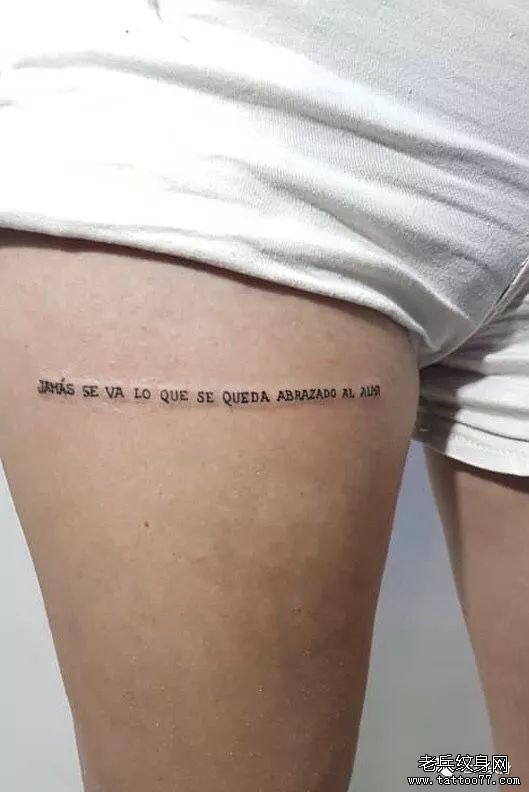 JAMÁS SE VA LO QUE SE QUEDA ABRAZADO AL ALMA
老兵纹身网
www.tattoo77.com